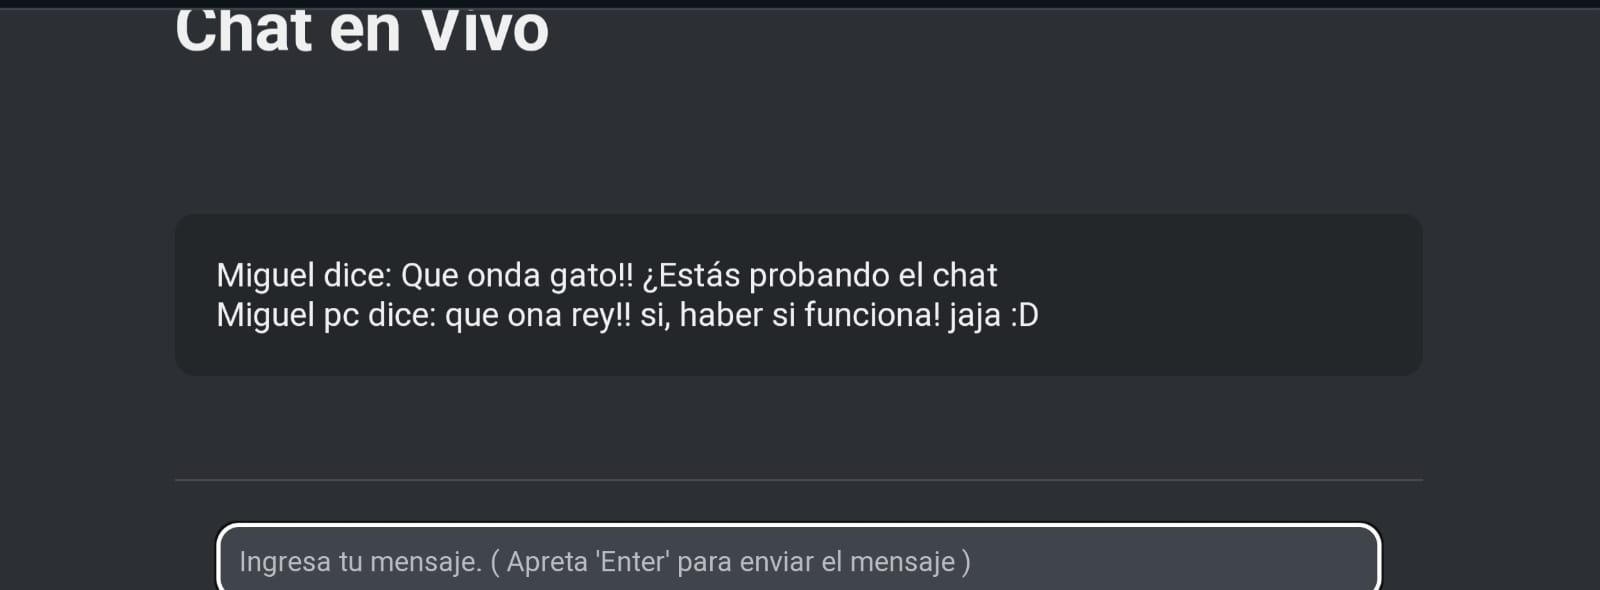 Chat en Vivo
Miguel dice: Que onda gato!! ¿Estás probando el chat
Miguel pc dice: que ona rey!! si, haber si funciona! jaja :D
Ingresa tu mensaje. ( Apreta 'Enter' para enviar el mensaje )